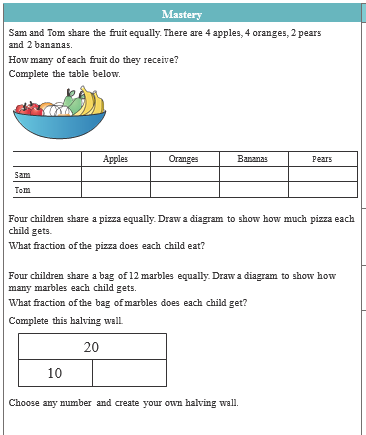 Mastery
Sam and Tom share the fruit equally. There are 4 apples, 4 oranges, 2 pears
and 2 bananas.
How many of each fruit do they receive?
Complete the table below.
Apples Oranges Bananas Pears
Sam
Tom
Four children share a pizza equally. Draw a diagram to show how much pizza each
child gets.
What fraction of the pizza does each child eat?
Four children share a bag of 12 marbles equally. Draw a diagram to show how
many marbles each child gets.
What fraction of the bag of marbles does each child get?
Complete this halving wall.
20
10
Choose any number and create your own halving wall.